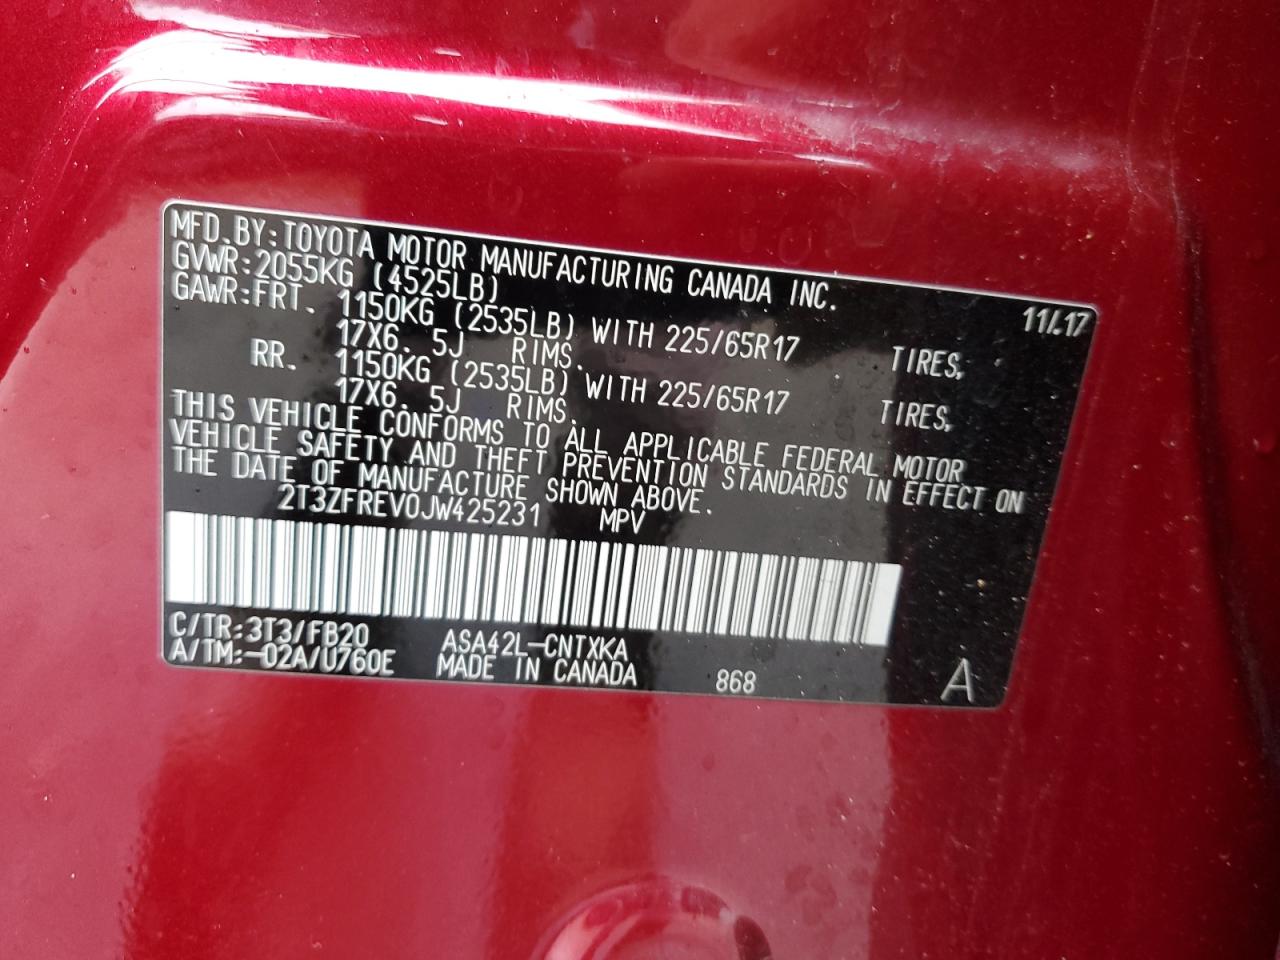 MFD.BY:TOYOTA MOTOR MANUFACTURING CANADA INC. 11/17
GVWR:2055KG (4525LB)
GAWR:FRT. 1150KG (2535LB) WITH 225/65R17 TIRES,
17X6.5J RIMS.
RR. 1150KG (2535LB) WITH 225/65R17 TIRES,
17X6.5J RIMS.
THIS VEHICLE CONFORMS TO ALL APPLICABLE FEDERAL MOTOR
VEHICLE SAFETY AND THEFT PREVENTION STANDARDS IN EFFECT ON
THE DATE OF MANUFACTURE SHOWN ABOVE.
2T3ZFREV0JW425231 MPV
C/TR:3T3/FB20 ASA42L-CNTXKA
A/TM:-02A/U760E MADE IN CANADA 868 A